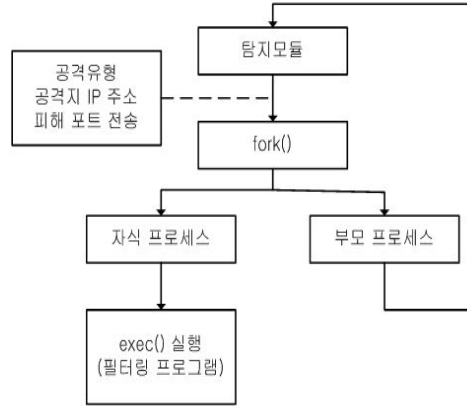 탐지모듈
공격유형
공격지 IP 주소
피해 포트 전송
fork()
자식 프로세스
부모 프로세스
exec() 실행
(필터링 프로그램)